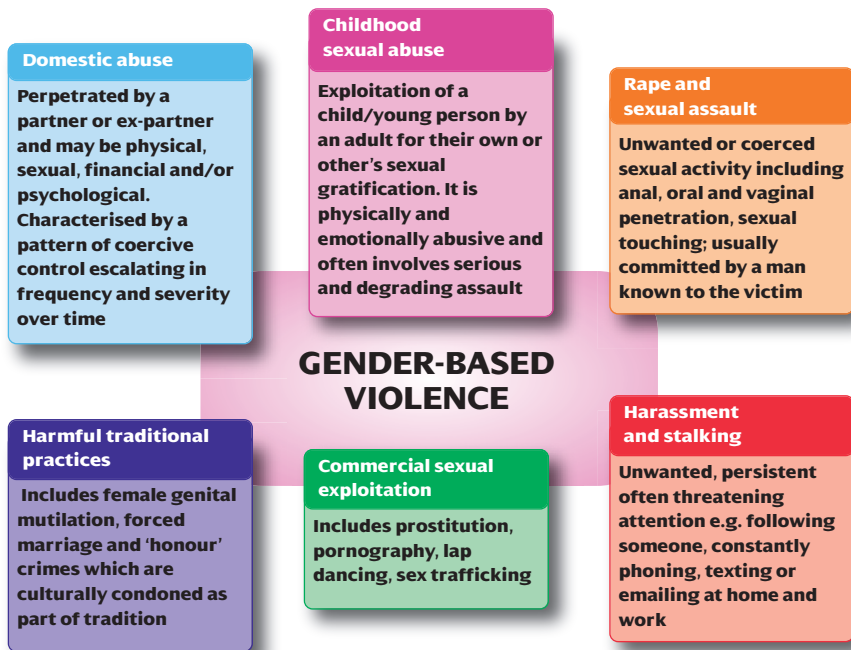 Domestic abuse
Perpetrated by a
partner or ex-partner
and may be physical,
sexual, financial and/or
psychological.
Characterised by a
pattern of coercive
control escalating in
frequency and severity
over time
Childhood
sexual abuse
Exploitation of a
child/young person by
an adult for their own or
other's sexual
gratification. It is
physically and
emotionally abusive and
often involves serious
and degrading assault
Rape and
sexual assault
Unwanted or coerced
sexual activity including
anal, oral and vaginal
penetration, sexual
touching; usually
committed by a man
known to the victim
GENDER-BASED
VIOLENCE
Harmful traditional
practices
Includes female genital
mutilation, forced
marriage and ‘honour’
crimes which are
culturally condoned as
part of tradition
Commercial sexual
exploitation
Includes prostitution,
pornography, lap
dancing, sex trafficking
Harassment
and stalking
Unwanted, persistent
often threatening
attention e.g. following
someone, constantly
phoning, texting or
emailing at home and
work